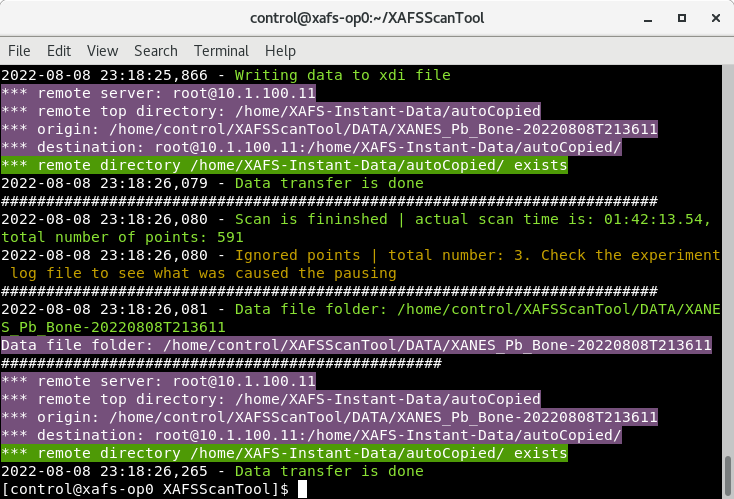 control@xafs-op0:~/XAFSScanTool
File Edit View Search Terminal Help
2022-08-08 23:18:25,866 - Writing data to xdi file
*** remote server: root@10.1.100.11
*** remote top directory: /home/XAFS-Instant-Data/autoCopied
*** origin: /home/control/XAFSScanTool/DATA/XANES_Pb_Bone-20220808T213611
*** destination: root@10.1.100.11:/home/XAFS-Instant-Data/autoCopied/
*** remote directory /home/XAFS-Instant-Data/autoCopied/ exists
2022-08-08 23:18:26,079 - Data transfer is done
#########################################################################
2022-08-08 23:18:26,080 - Scan is fininshed | actual scan time is: 01:42:13.54,
total number of points: 591
2022-08-08 23:18:26,080 - Ignored points | total number: 3. Check the experiment
 log file to see what was caused the pausing
#########################################################################
2022-08-08 23:18:26,081 - Data file folder: /home/control/XAFSScanTool/DATA/XANE
S_Pb_Bone-20220808T213611
Data file folder: /home/control/XAFSScanTool/DATA/XANES_Pb_Bone-20220808T213611
#################################################
*** remote server: root@10.1.100.11
*** remote top directory: /home/XAFS-Instant-Data/autoCopied
*** origin: /home/control/XAFSScanTool/DATA/XANES_Pb_Bone-20220808T213611
*** destination: root@10.1.100.11:/home/XAFS-Instant-Data/autoCopied/
*** remote directory /home/XAFS-Instant-Data/autoCopied/ exists
2022-08-08 23:18:26,265 - Data transfer is done
[control@xafs-op0 XAFSScanTool]$